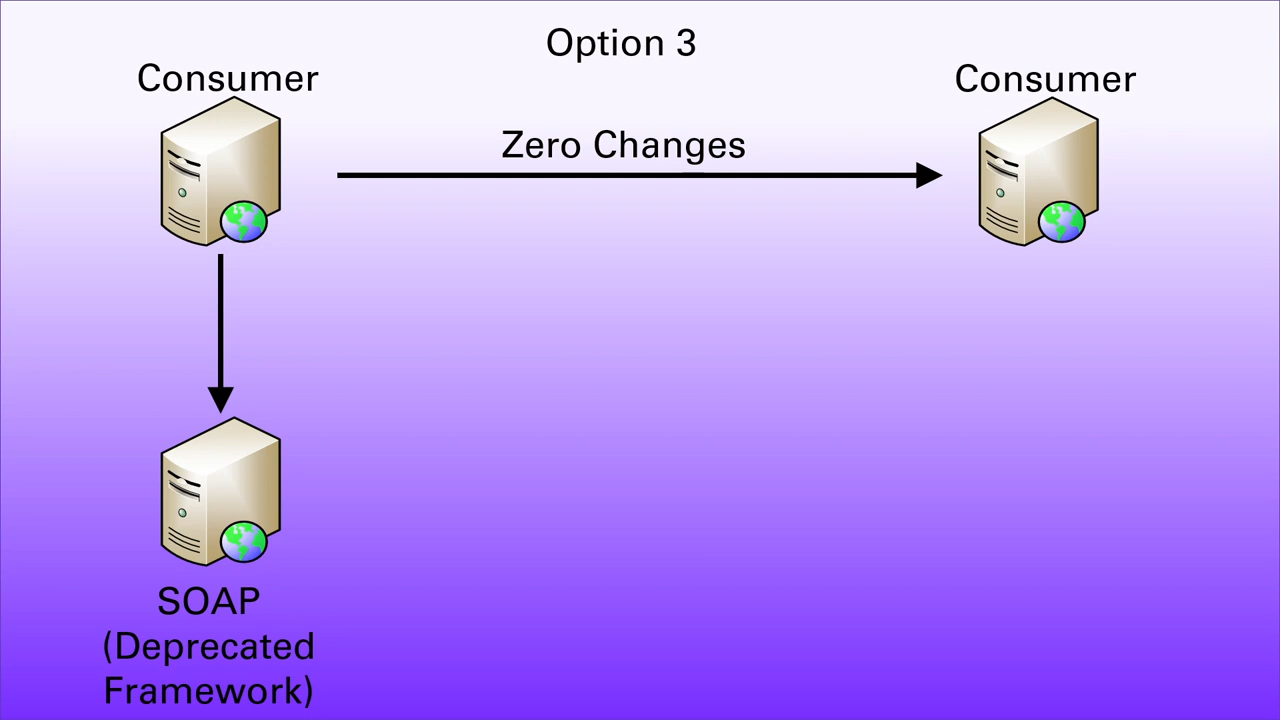 Option 3
Consumer
Consumer
Zero Changes
SOAP
(Deprecated
Framework)